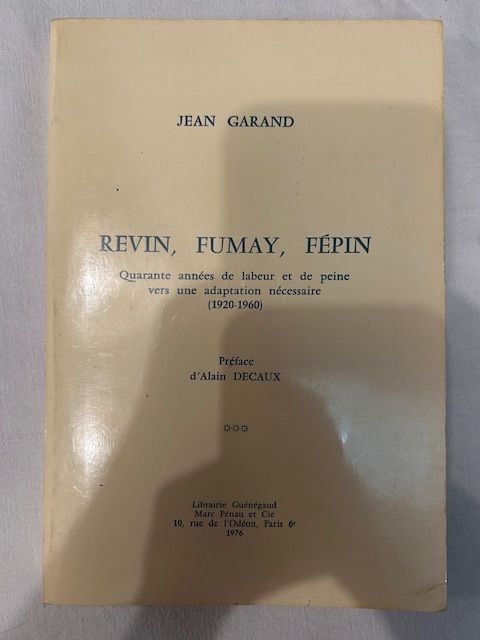 JEAN GARAND
REVIN, FUMAY, FÉPIN
Quarante années de labeur et de peine
vers une adaptation nécessaire
(1920-1960)
Préface
d'Alain DECAUX
Librairie Guénégaud
Marc Pénau et Cie
10, rue de l'Odéon, Paris 6e
1976